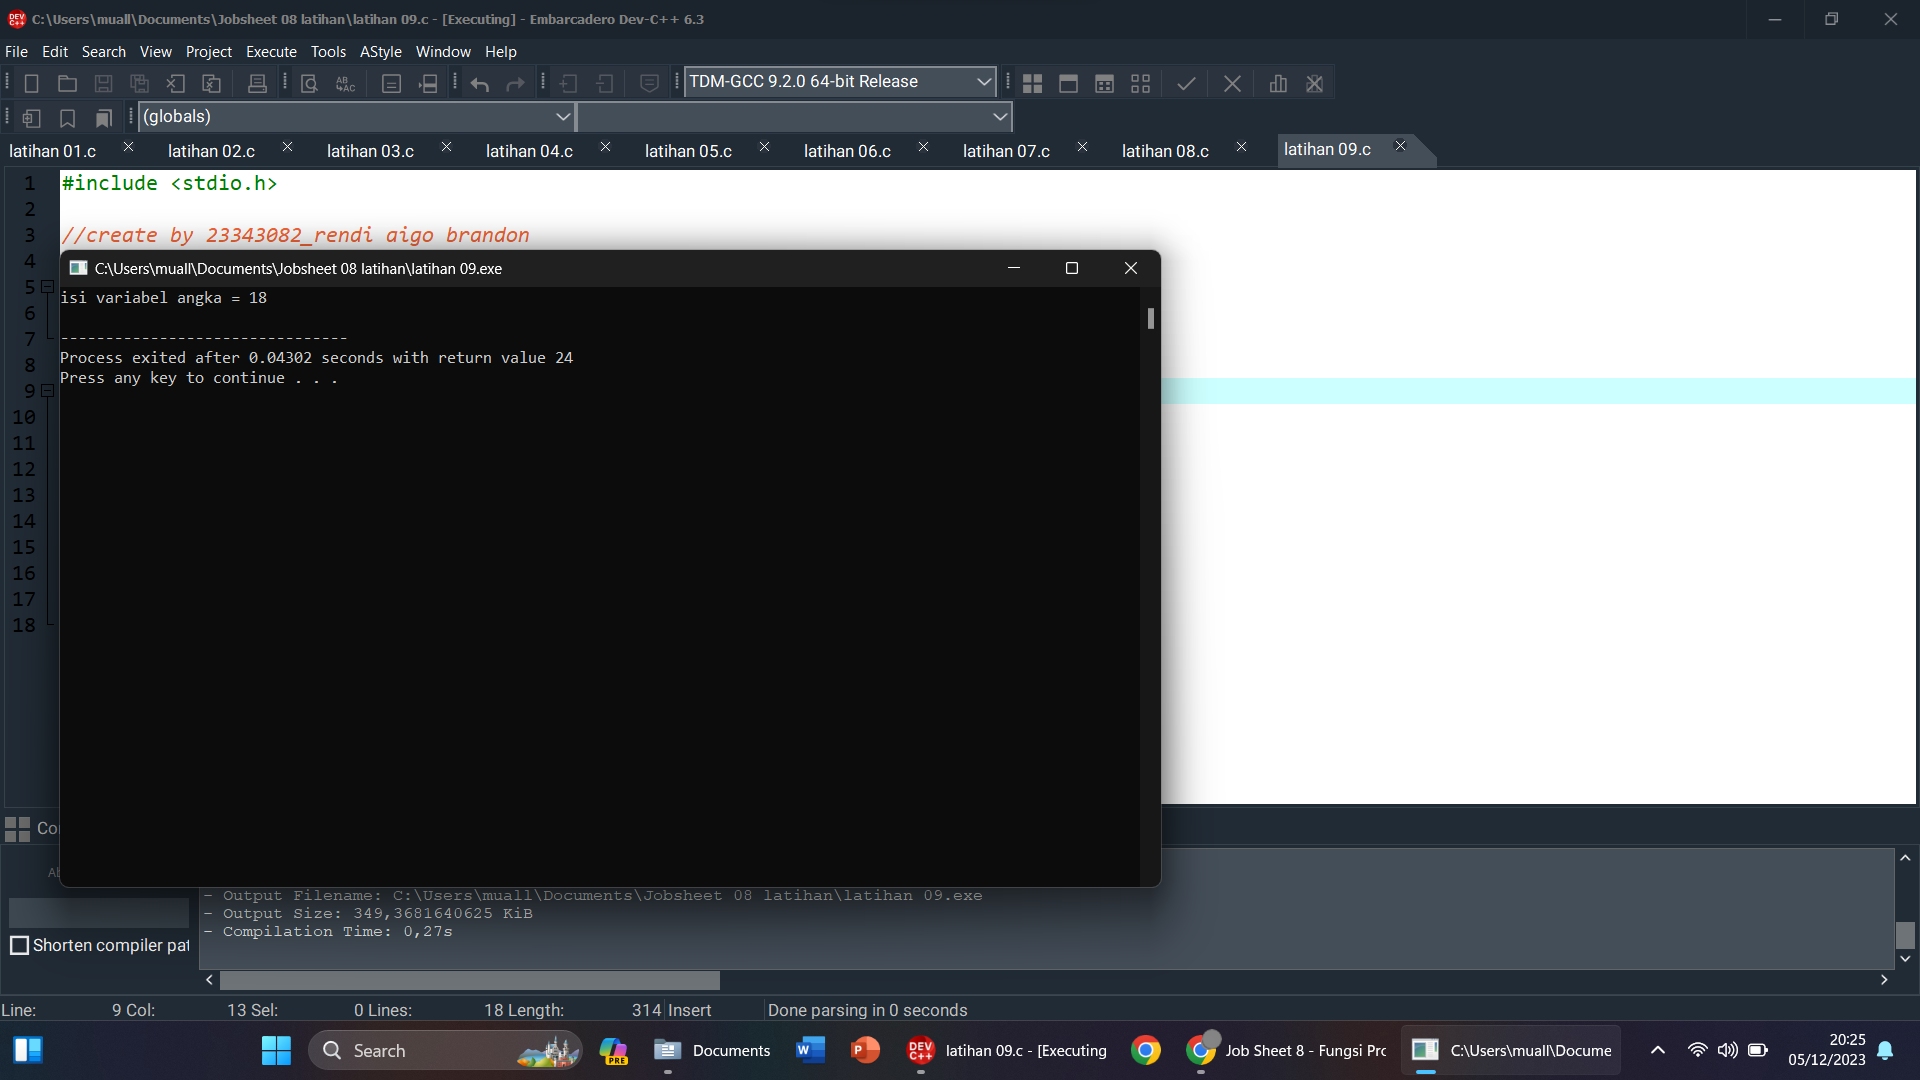 C:\Users\muall\Documents\Jobsheet 08 latihan\latihan 09.c - [Executing] - Embarcadero Dev-C++ 6.3
File Edit Search View Project Execute Tools AStyle Window Help
TDM-GCC 9.2.0 64-bit Release
(globals)
latihan 01.c latihan 02.c latihan 03.c latihan 04.c latihan 05.c latihan 06.c latihan 07.c latihan 08.c latihan 09.c
1 #include <stdio.h>
2
3 //create by 23343082_rendi aigo brandon
4
5
6
7
8
9
10
11
12
13
14
15
16
17
18
C:\Users\muall\Documents\Jobsheet 08 latihan\latihan 09.exe
isi variabel angka = 18
--------------------------------
Process exited after 0.04302 seconds with return value 24
Press any key to continue . . .
- Output Filename: C:\Users\muall\Documents\Jobsheet 08 latihan\latihan 09.exe
- Output Size: 349,3681640625 KiB
- Compilation Time: 0,27s
Shorten compiler pat
Line: 9 Col: 13 Sel: 0 Lines: 18 Length: 314 Insert Done parsing in 0 seconds
Search
PRE
Documents
DEV C++
latihan 09.c - [Executing
Job Sheet 8 - Fungsi Prc
C:\Users\muall\Docume
20:25
05/12/2023